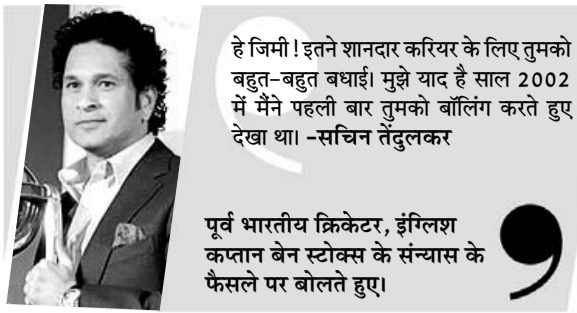 हे जिमी! इतने शानदार करियर के लिए तुमको
बहुत-बहुत बधाई। मुझे याद है साल 2002
में मैंने पहली बार तुमको बॉलिंग करते हुए
देखा था। -सचिन तेंदुलकर
पूर्व भारतीय क्रिकेटर, इंग्लिश
कप्तान बेन स्टोक्स के संन्यास के
फैसले पर बोलते हुए।